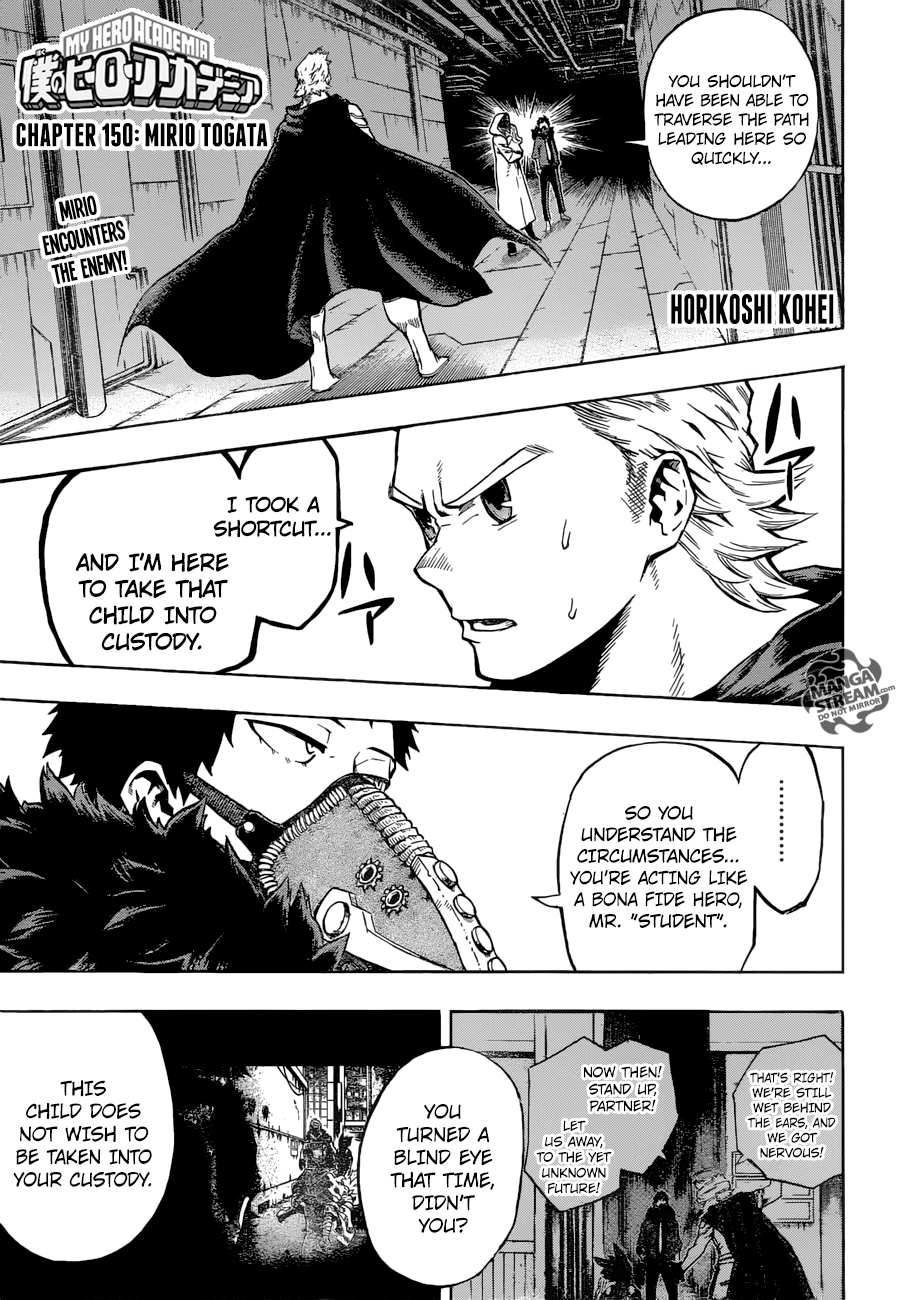 MY HERO ACADEMIA
僕のヒーローアカデミア
CHAPTER 150: MIRIO TOGATA
MIRIO
ENCOUNTERS
THE ENEMY!
YOU SHOULDN'T
HAVE BEEN ABLE TO
TRAVERSE THE PATH
LEADING HERE SO
QUICKLY...
HORIKOSHI KOHEI
I TOOK A
SHORTCUT...
AND I'M HERE
TO TAKE THAT
CHILD INTO
CUSTODY.
MANGA
STREAM.com
DO NOT MIRROR
.........
SO YOU
UNDERSTAND THE
CIRCUMSTANCES...
YOU'RE ACTING LIKE
A BONA FIDE HERO,
MR. "STUDENT".
THAT'S RIGHT!
WE'RE STILL
WET BEHIND
THE EARS, AND
WE GOT
NERVOUS!
NOW THEN!
STAND UP,
PARTNER!
LET
US AWAY,
TO THE YET
UNKNOWN
FUTURE!
YOU
TURNED A
BLIND EYE
THAT TIME,
DIDN'T
YOU?
THIS
CHILD DOES
NOT WISH TO
BE TAKEN INTO
YOUR CUSTODY.